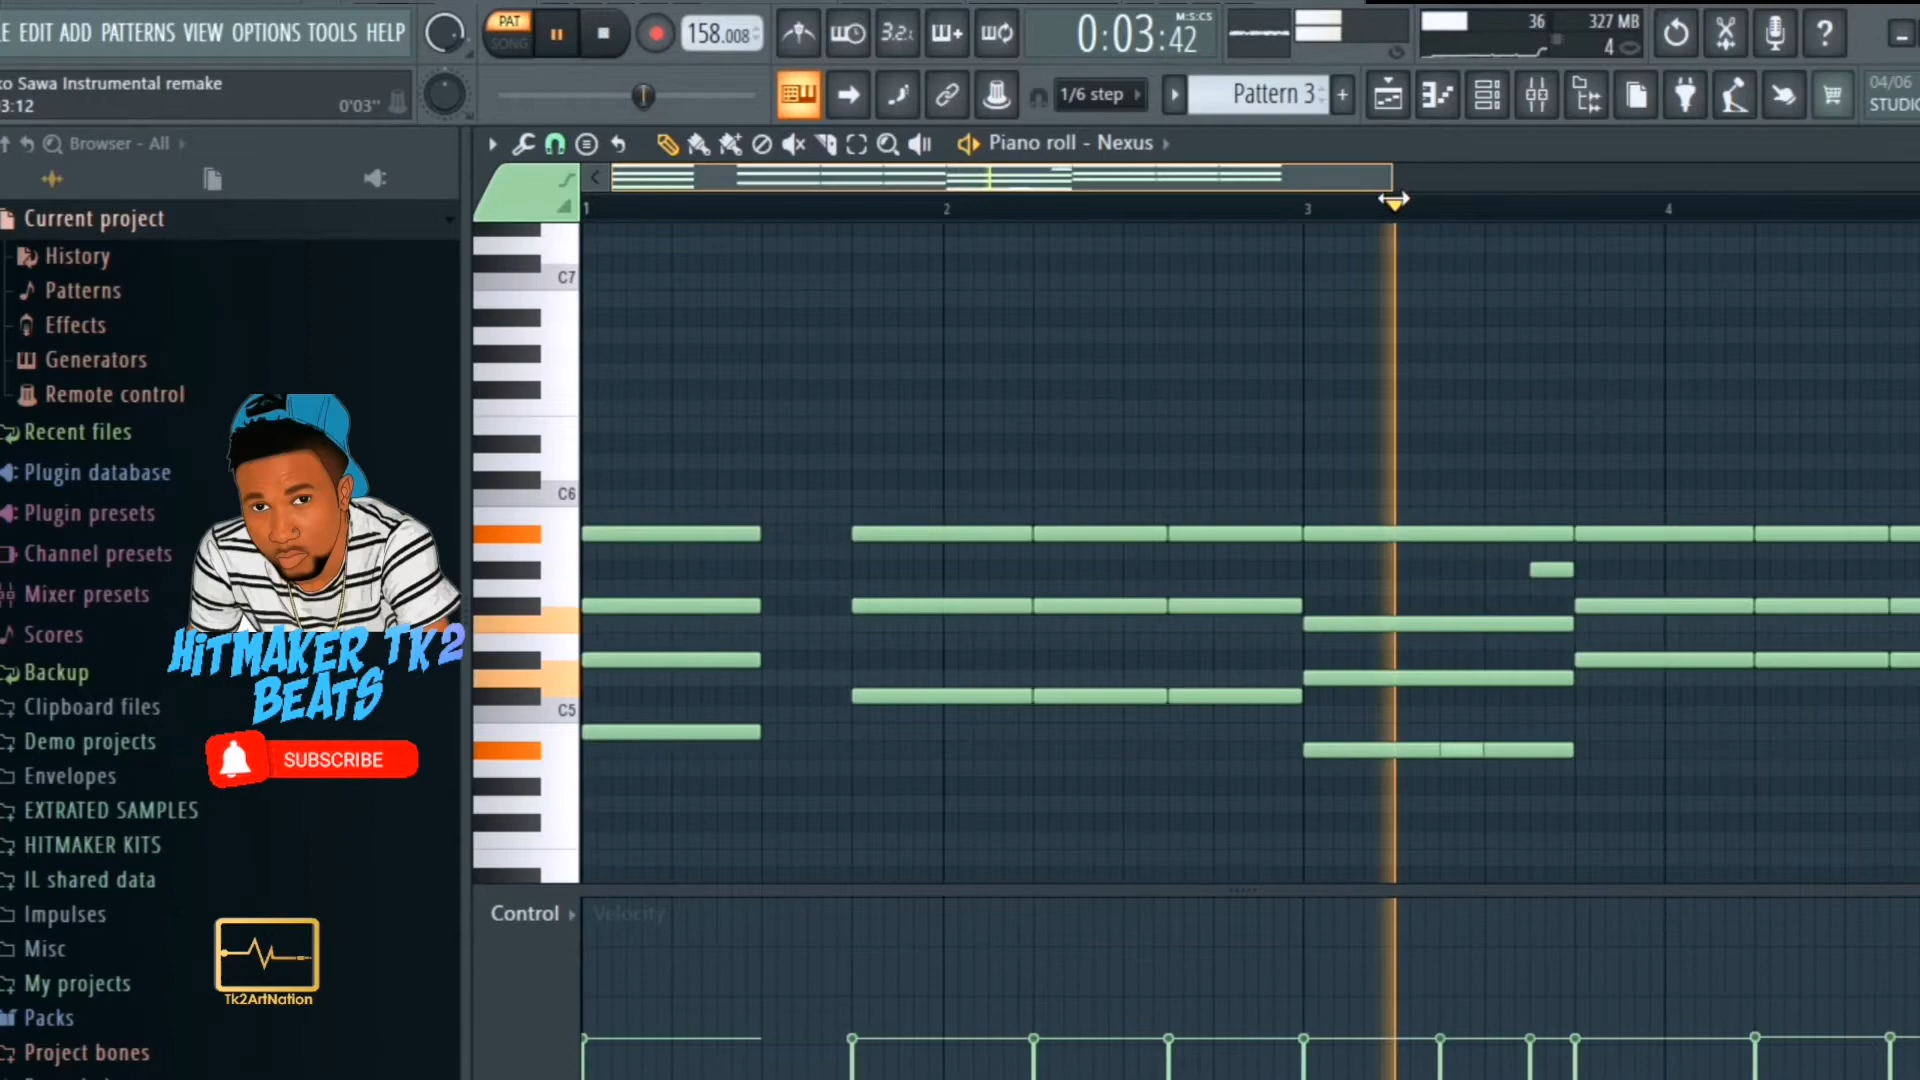 LE EDIT ADD PATTERNS VIEW OPTIONS TOOLS HELP
PAT
SONG
158.008
3.2.
M:S:CS
0:03:42
36
327 MB
4
ko Sawa Instrumental remake
3:12
0'03"
1/6 step
Pattern 3
+
04/06
STUDIO
Browser - All
Piano roll - Nexus
Current project
1
2
3
4
History
Patterns
Effects
Generators
Remote control
Recent files
Plugin database
Plugin presets
Channel presets
Mixer presets
Scores
Backup
Clipboard files
Demo projects
Envelopes
EXTRATED SAMPLES
HITMAKER KITS
IL shared data
Impulses
Misc
My projects
Packs
Project bones
C7
C6
C5
HITMAKER TK2
BEATS
SUBSCRIBE
Tk2ArtNation
Control
Velocity